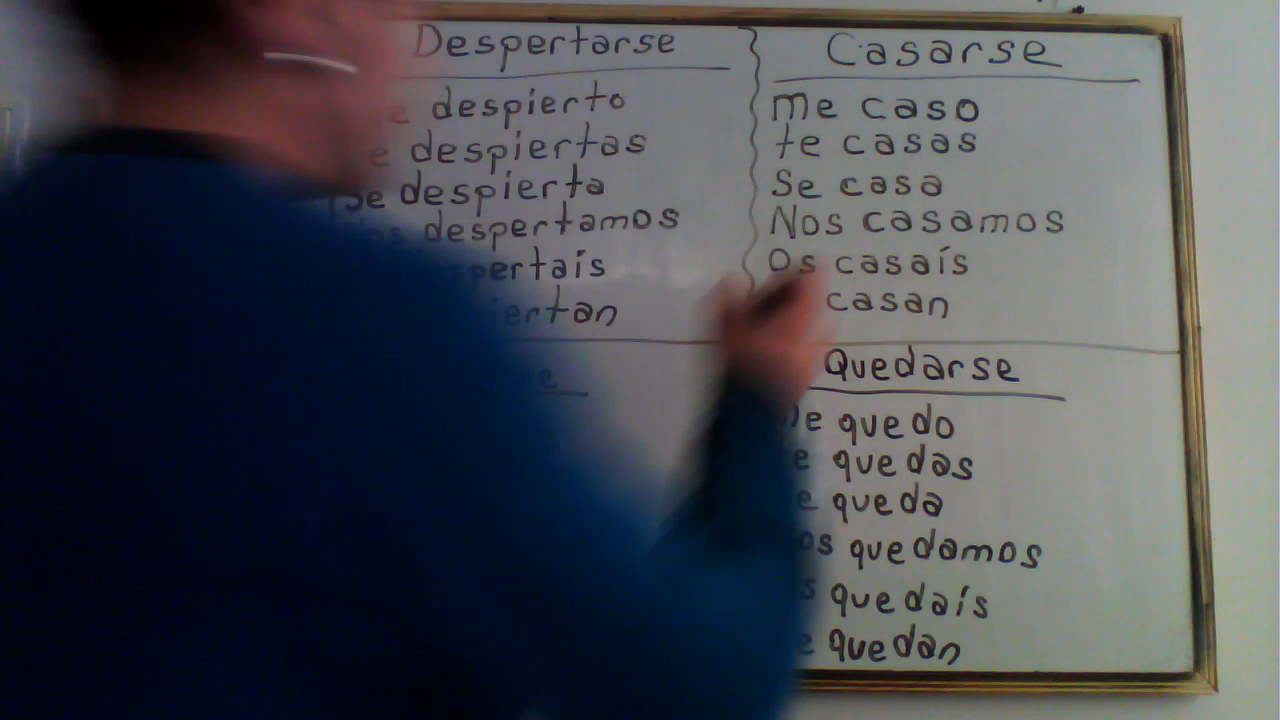 Despertarse
despierto
despiertas
Se despierta
despertamos
Casarse
me caso
te casas
Se casa
Nos casamos
Os casaís
casan
Quedarse
quedo
quedas
queda
quedamos
quedaís
quedan